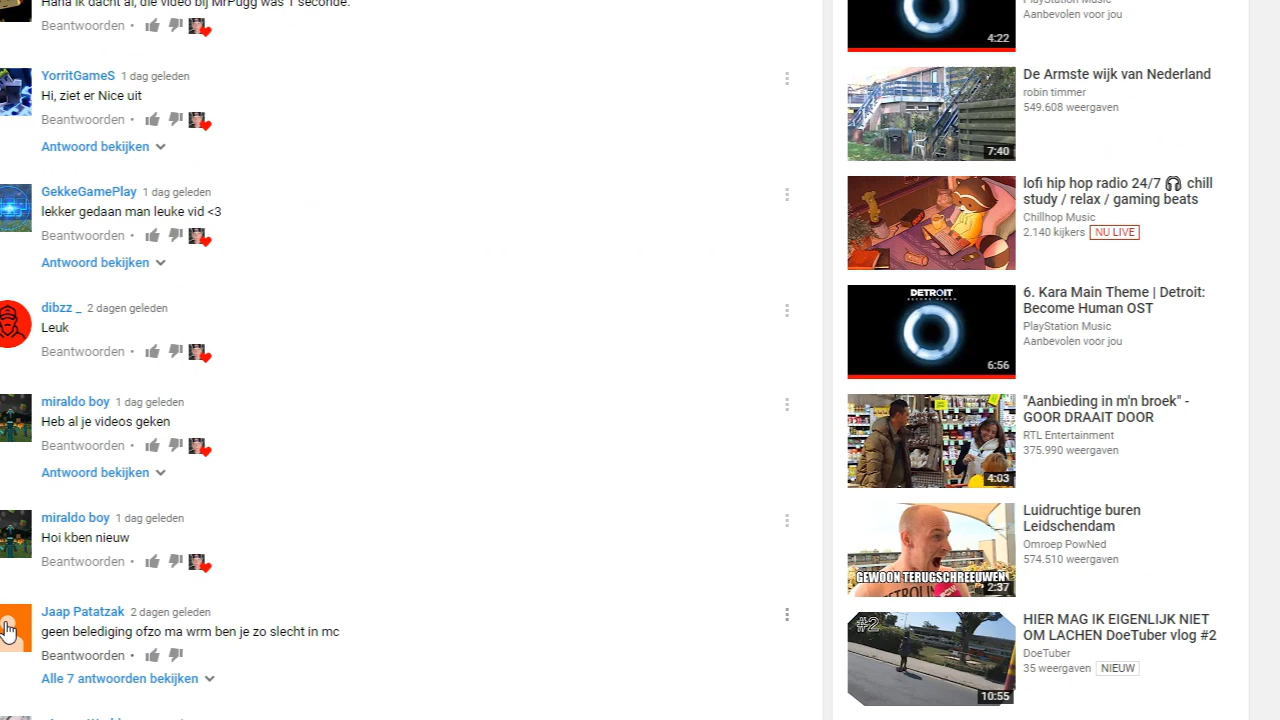 Haha ik dacht al, die video bij MrPugg was 1 seconde.
Beantwoorden •
YorritGameS 1 dag geleden
Hi, ziet er Nice uit
Beantwoorden •
Antwoord bekijken
GekkeGamePlay 1 dag geleden
lekker gedaan man leuke vid <3
Beantwoorden •
Antwoord bekijken
dibzz _ 2 dagen geleden
Leuk
Beantwoorden •
miraldo boy 1 dag geleden
Heb al je videos geken
Beantwoorden •
Antwoord bekijken
miraldo boy 1 dag geleden
Hoi kben nieuw
Beantwoorden •
Jaap Patatzak 2 dagen geleden
geen belediging ofzo ma wrm ben je zo slecht in mc
Beantwoorden •
Alle 7 antwoorden bekijken
4:22
PlayStation Music
Aanbevolen voor jou
7:40
De Armste wijk van Nederland
robin timmer
549.608 weergaven
lofi hip hop radio 24/7 🎧 chill
study / relax / gaming beats
Chillhop Music
2.140 kijkers NU LIVE
DETROIT
BECOME HUMAN
6:56
6. Kara Main Theme | Detroit:
Become Human OST
PlayStation Music
Aanbevolen voor jou
4:03
"Aanbieding in m'n broek" -
GOOR DRAAIT DOOR
RTL Entertainment
375.990 weergaven
GEWOON TERUGSCHREEUWEN
2:37
Luidruchtige buren
Leidschendam
Omroep PowNed
574.510 weergaven
#2
10:55
HIER MAG IK EIGENLIJK NIET
OM LACHEN DoeTuber vlog #2
DoeTuber
35 weergaven NIEUW